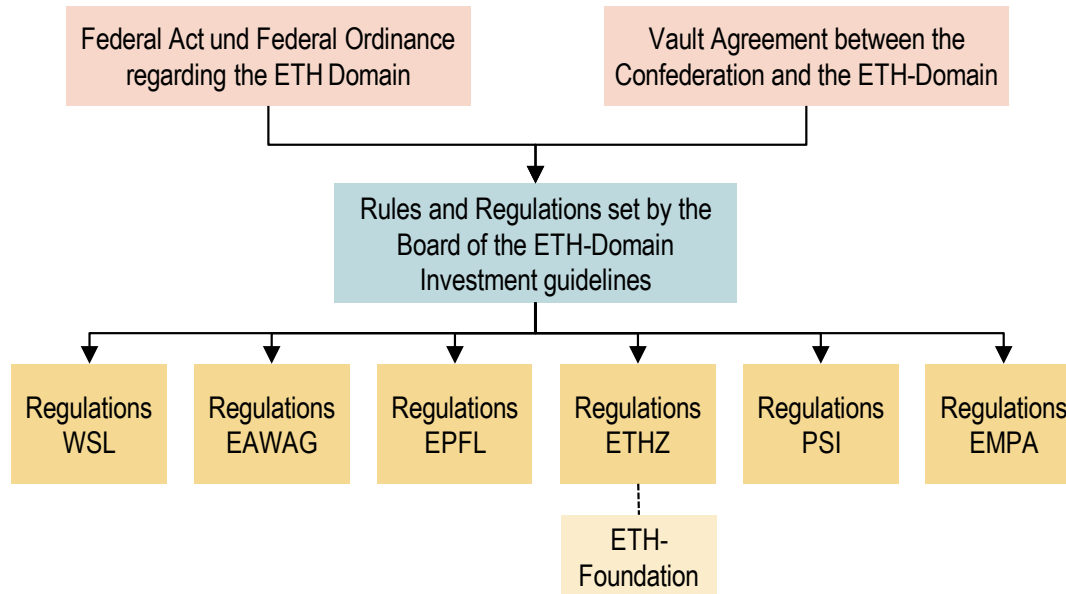 Federal Act und Federal Ordinance
regarding the ETH Domain
Vault Agreement between the
Confederation and the ETH-Domain
Rules and Regulations set by the
Board of the ETH-Domain
Investment guidelines
Regulations
WSL
Regulations
EAWAG
Regulations
EPFL
Regulations
ETHZ
Regulations
PSI
Regulations
EMPA
ETH-
Foundation